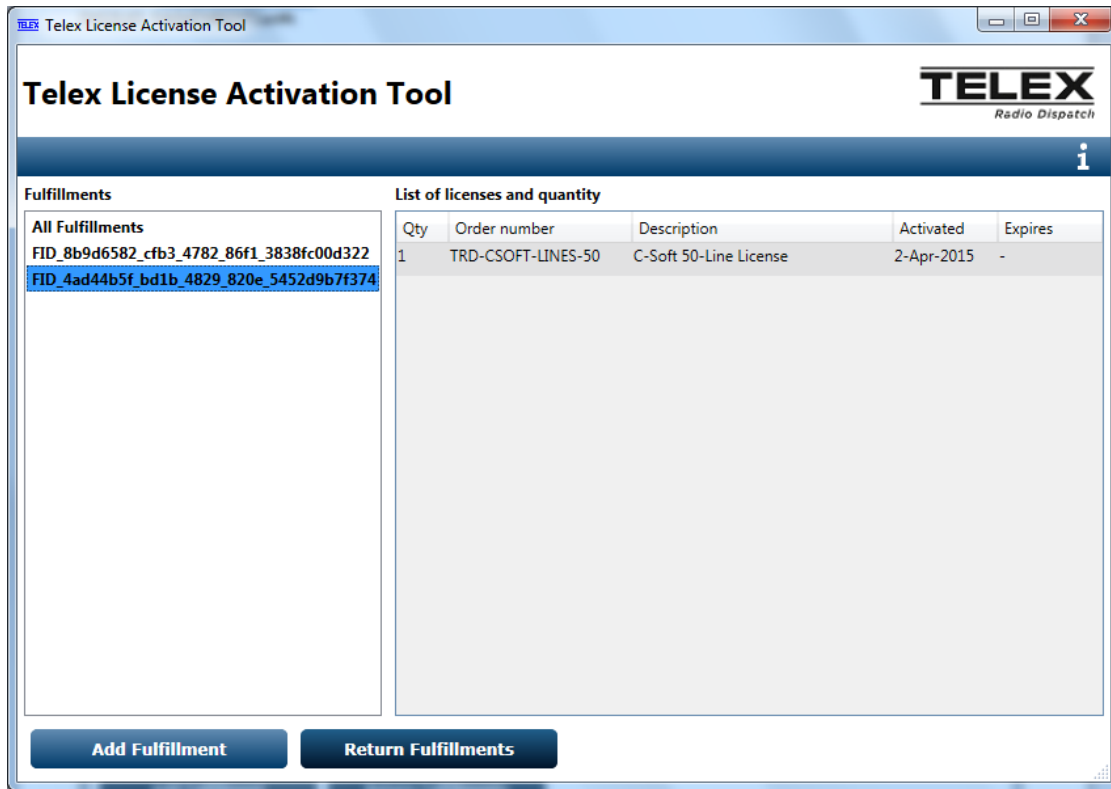 TELEX Telex License Activation Tool
Telex License Activation Tool
TELEX
Radio Dispatch
i
Fulfillments
List of licenses and quantity
All Fulfillments
FID_8b9d6582_cfb3_4782_86f1_3838fc00d322
FID_4ad44b5f_bd1b_4829_820e_5452d9b7f374
Qty Order number Description Activated Expires
1 TRD-CSOFT-LINES-50 C-Soft 50-Line License 2-Apr-2015 -
Add Fulfillment Return Fulfillments